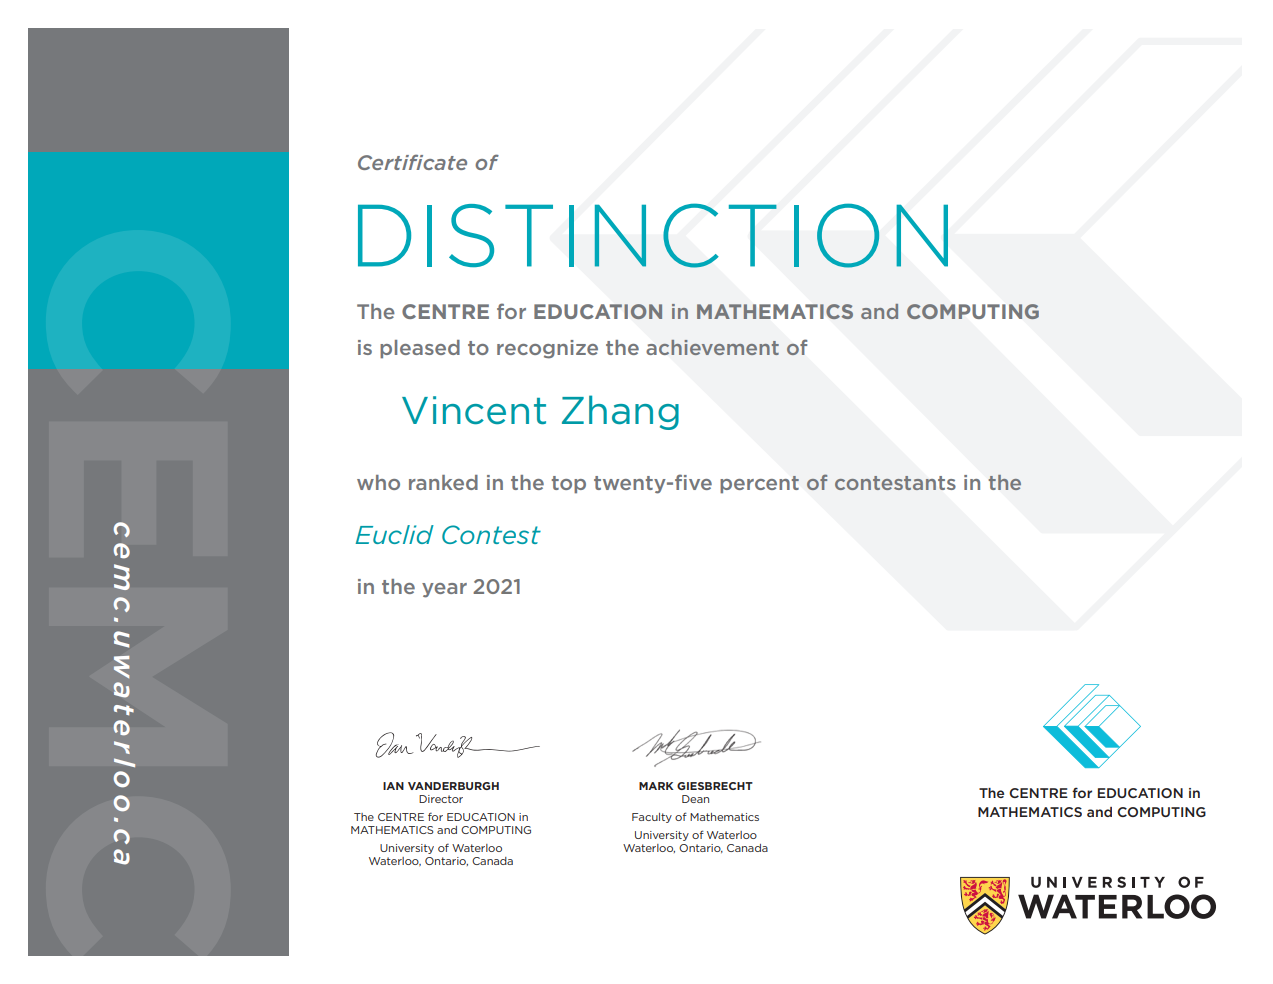 CEMC
cemc.uwaterloo.ca
Certificate of
DISTINCTION
The CENTRE for EDUCATION in MATHEMATICS and COMPUTING
is pleased to recognize the achievement of
Vincent Zhang
who ranked in the top twenty-five percent of contestants in the
Euclid Contest
in the year 2021
Ian Vanderburgh
IAN VANDERBURGH
Director
The CENTRE for EDUCATION in
MATHEMATICS and COMPUTING
University of Waterloo
Waterloo, Ontario, Canada
MARK GIESBRECHT
Dean
Faculty of Mathematics
University of Waterloo
Waterloo, Ontario, Canada
The CENTRE for EDUCATION in
MATHEMATICS and COMPUTING
UNIVERSITY OF
WATERLOO